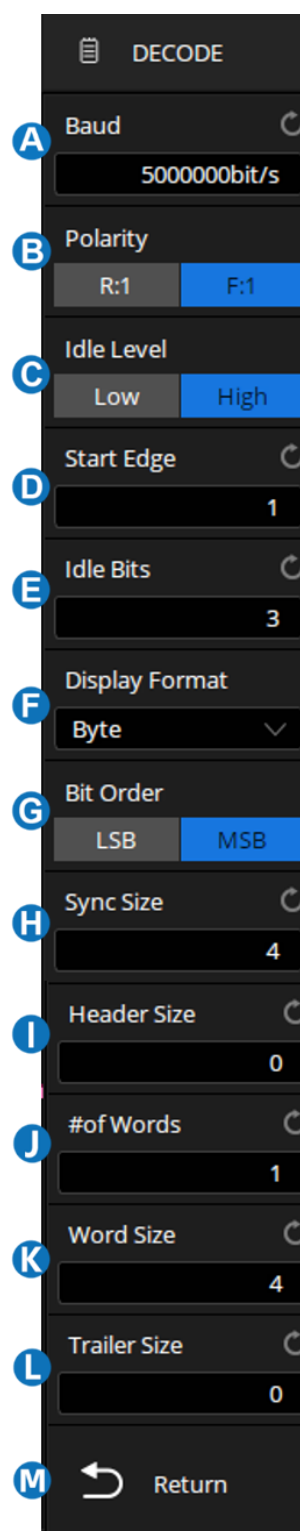 DECODE
A Baud
5000000bit/s
B Polarity
R:1 F:1
C Idle Level
Low High
D Start Edge
1
E Idle Bits
3
F Display Format
Byte
G Bit Order
LSB MSB
H Sync Size
4
I Header Size
0
J #of Words
1
K Word Size
4
L Trailer Size
0
M Return